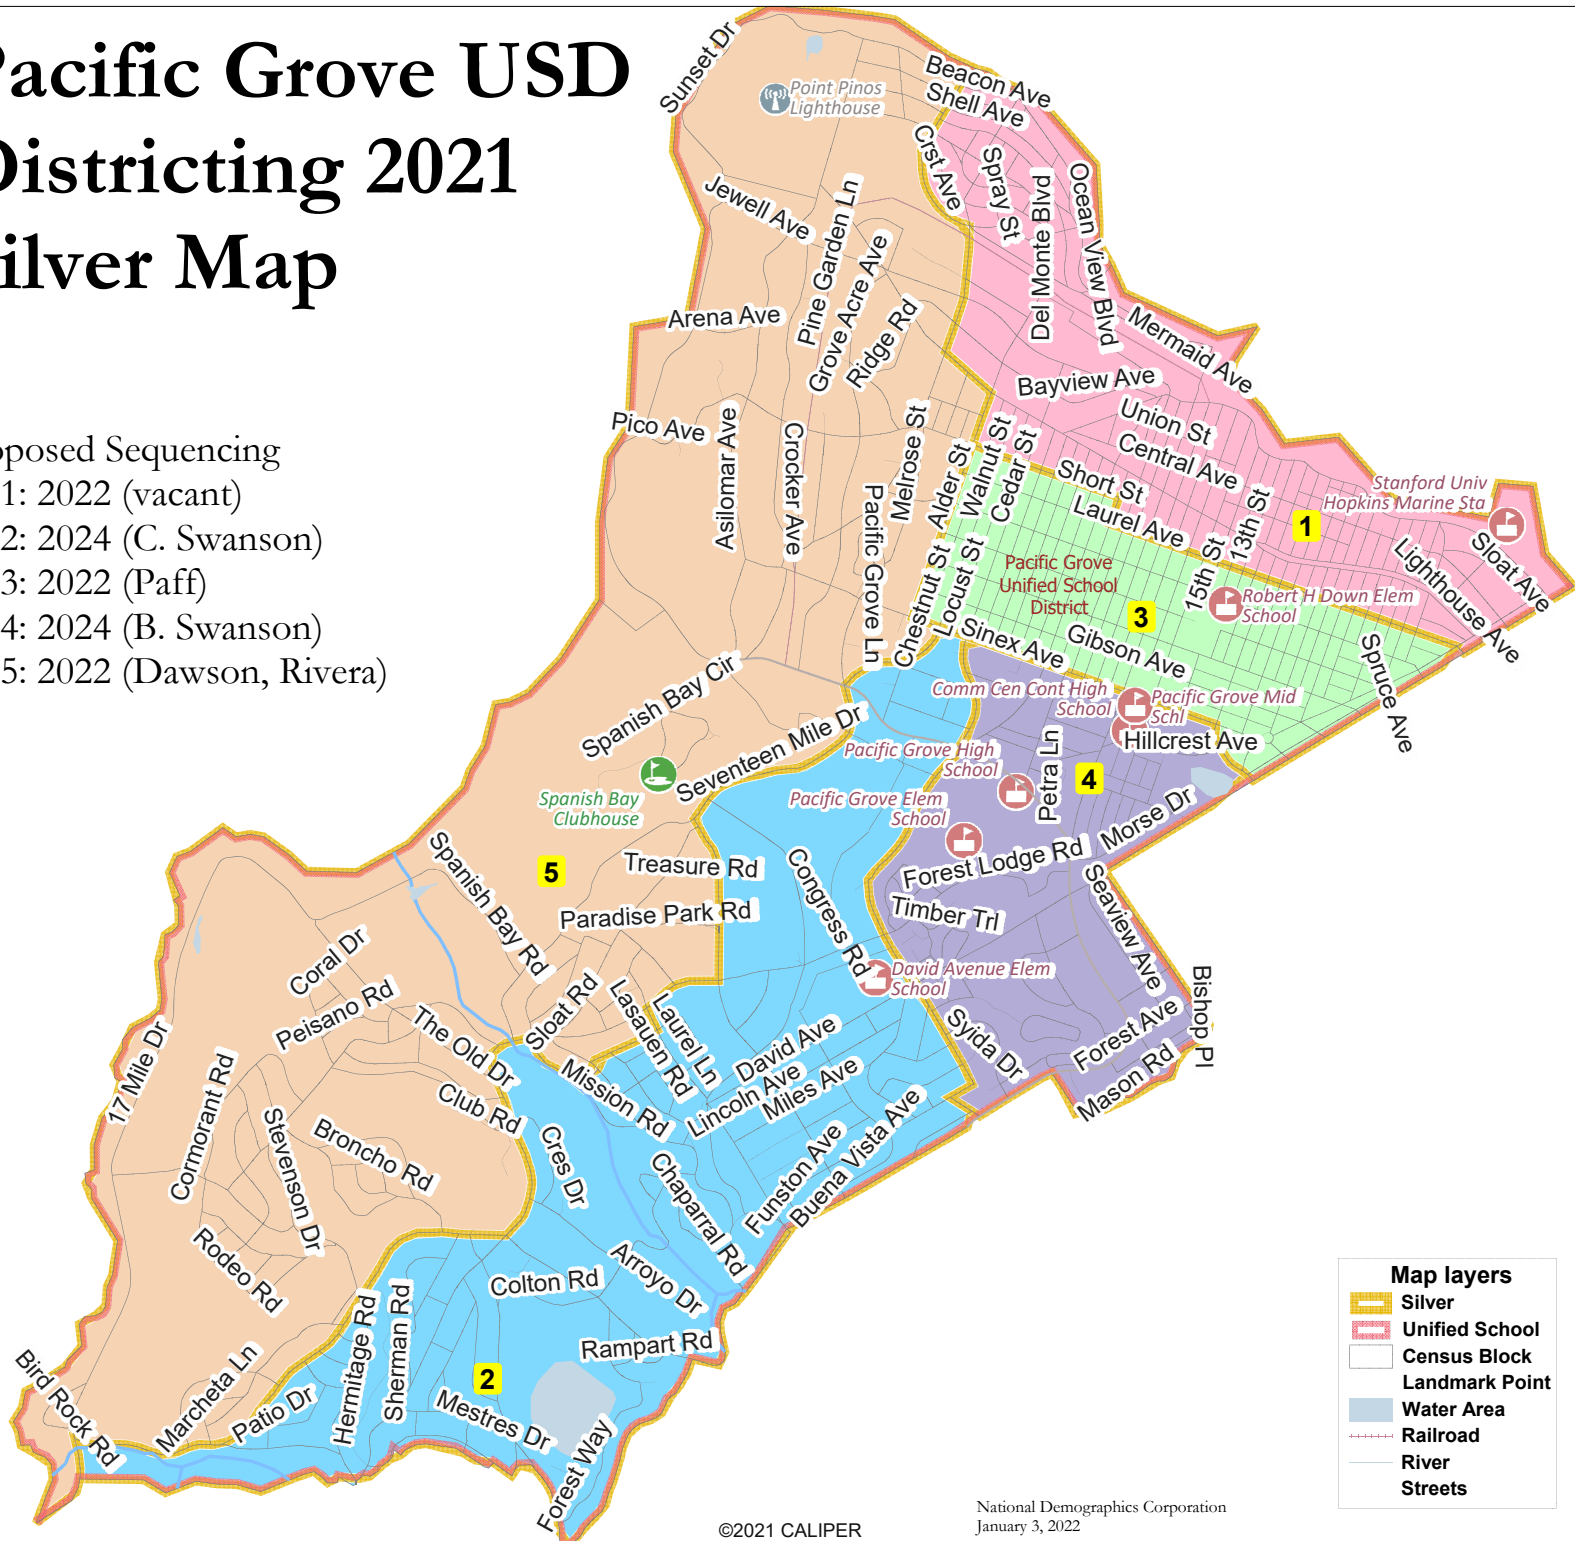 acific Grove USD
istricting 2021
ilver Map
posed Sequencing
1: 2022 (vacant)
2: 2024 (C. Swanson)
3: 2022 (Paff)
4: 2024 (B. Swanson)
5: 2022 (Dawson, Rivera)
Sunset Dr
Point Pinos
Lighthouse
Beacon Ave
Shell Ave
Crst Ave
Spray St
Del Monte Blvd
Ocean View Blvd
Jewell Ave
Pine Garden Ln
Grove Acre Ave
Ridge Rd
Arena Ave
Mermaid Ave
Bayview Ave
Union St
Central Ave
Pico Ave
Asilomar Ave
Crocker Ave
Pacific Grove Ln
Melrose St
Alder St
Walnut St
Cedar St
Short St
Laurel Ave
15th St
13th St
1
Stanford Univ
Hopkins Marine Sta
Sloat Ave
Lighthouse Ave
Chestnut St
Locust St
Pacific Grove
Unified School
District
3
Robert H Down Elem
School
Sinex Ave
Gibson Ave
Spruce Ave
Spanish Bay Cir
Seventeen Mile Dr
Comm Cen Cont High
School
Pacific Grove Mid
Schl
Hillcrest Ave
Pacific Grove High
School
Petra Ln
4
Spanish Bay
Clubhouse
Pacific Grove Elem
School
Morse Dr
Forest Lodge Rd
5
Treasure Rd
Paradise Park Rd
Congress Rd
Timber Trl
Seaview Ave
Spanish Bay Rd
David Avenue Elem
School
Bishop Pl
Coral Dr
Peisano Rd
The Old Dr
Sloat Rd
Lasauen Rd
Laurel Ln
David Ave
Lincoln Ave
Miles Ave
Syida Dr
Forest Ave
Mason Rd
17 Mile Dr
Cormorant Rd
Stevenson Dr
Broncho Rd
Club Rd
Mission Rd
Cres Dr
Chaparral Rd
Funston Ave
Buena Vista Ave
Rodeo Rd
Colton Rd
Arroyo Dr
Rampart Rd
Hermitage Rd
Sherman Rd
2
Mestres Dr
Forest Way
Bird Rock Rd
Marcheta Ln
Patio Dr
Map layers
Silver
Unified School
Census Block
Landmark Point
Water Area
Railroad
River
Streets
©2021 CALIPER
National Demographics Corporation
January 3, 2022